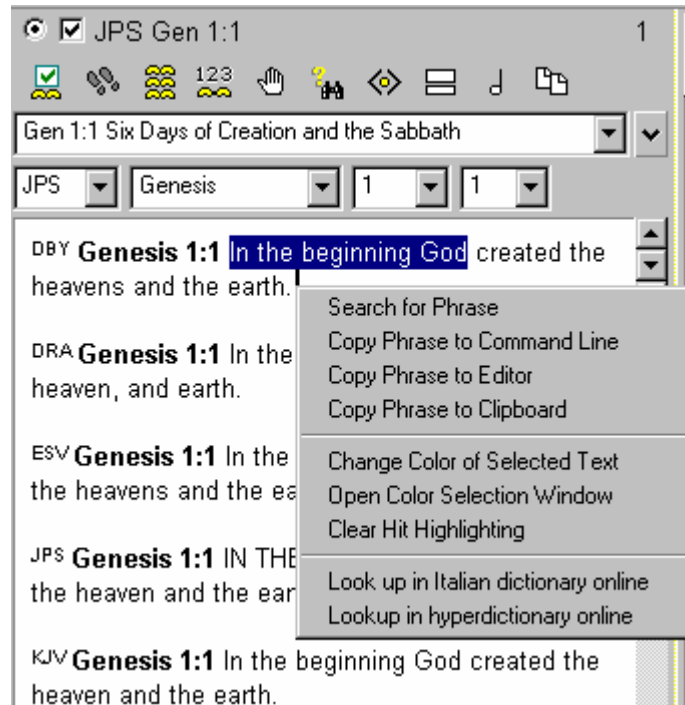 JPS Gen 1:1 1
123
Gen 1:1 Six Days of Creation and the Sabbath
JPS Genesis 1 1
DBY Genesis 1:1 In the beginning God created the
heavens and the earth.
Search for Phrase
Copy Phrase to Command Line
Copy Phrase to Editor
Copy Phrase to Clipboard
Change Color of Selected Text
Open Color Selection Window
Clear Hit Highlighting
Look up in Italian dictionary online
Lookup in hyperdictionary online
DRA Genesis 1:1 In the
heaven, and earth.
ESV Genesis 1:1 In the
the heavens and the ea
JPS Genesis 1:1 IN THE
the heaven and the ear
KJV Genesis 1:1 In the beginning God created the
heaven and the earth.